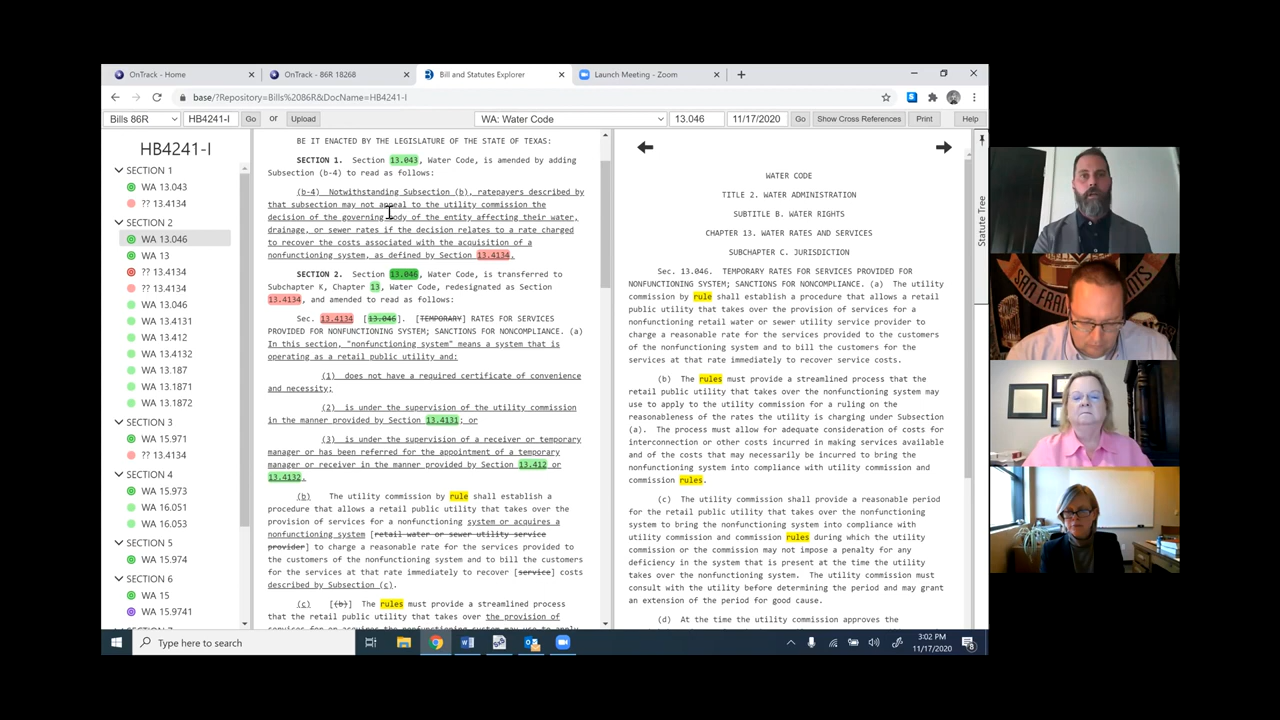 OnTrack - Home
OnTrack - 86R 18268
Bill and Statutes Explorer
Launch Meeting - Zoom
base/?Repository=Bills%2086R&DocName=HB4241-I
Bills 86R
HB4241-I
Go
or
Upload
WA: Water Code
13.046
11/17/2020
Go
Show Cross References
Print
Help
HB4241-I
SECTION 1
WA 13.043
?? 13.4134
SECTION 2
WA 13.046
WA 13
?? 13.4134
?? 13.4134
WA 13.046
WA 13.4131
WA 13.412
WA 13.4132
WA 13.187
WA 13.1871
WA 13.1872
SECTION 3
WA 15.971
?? 13.4134
SECTION 4
WA 15.973
WA 16.051
WA 16.053
SECTION 5
WA 15.974
SECTION 6
WA 15
WA 15.9741
BE IT ENACTED BY THE LEGISLATURE OF THE STATE OF TEXAS:
SECTION 1. Section 13.043, Water Code, is amended by adding
Subsection (b-4) to read as follows:
(b-4) Notwithstanding Subsection (b), ratepayers described by
that subsection may not appeal to the utility commission the
decision of the governing body of the entity affecting their water,
drainage, or sewer rates if the decision relates to a rate charged
to recover the costs associated with the acquisition of a
nonfunctioning system, as defined by Section 13.4134.
SECTION 2. Section 13.046, Water Code, is transferred to
Subchapter K, Chapter 13, Water Code, redesignated as Section
13.4134, and amended to read as follows:
Sec. 13.4134 [13.046]. [TEMPORARY] RATES FOR SERVICES
PROVIDED FOR NONFUNCTIONING SYSTEM; SANCTIONS FOR NONCOMPLIANCE. (a)
In this section, "nonfunctioning system" means a system that is
operating as a retail public utility and:
(1) does not have a required certificate of convenience
and necessity;
(2) is under the supervision of the utility commission
in the manner provided by Section 13.4131; or
(3) is under the supervision of a receiver or temporary
manager or has been referred for the appointment of a temporary
manager or receiver in the manner provided by Section 13.412 or
13.4132.
(b) The utility commission by rule shall establish a
procedure that allows a retail public utility that takes over the
provision of services for a nonfunctioning system or acquires a
nonfunctioning system [retail water or sewer utility service
provider] to charge a reasonable rate for the services provided to
the customers of the nonfunctioning system and to bill the customers
for the services at that rate immediately to recover [service] costs
described by Subsection (c).
(c) [(b)] The rules must provide a streamlined process
that the retail public utility that takes over the provision of
WATER CODE
TITLE 2. WATER ADMINISTRATION
SUBTITLE B. WATER RIGHTS
CHAPTER 13. WATER RATES AND SERVICES
SUBCHAPTER C. JURISDICTION
Sec. 13.046. TEMPORARY RATES FOR SERVICES PROVIDED FOR
NONFUNCTIONING SYSTEM; SANCTIONS FOR NONCOMPLIANCE. (a) The utility
commission by rule shall establish a procedure that allows a retail
public utility that takes over the provision of services for a
nonfunctioning retail water or sewer utility service provider to
charge a reasonable rate for the services provided to the customers
of the nonfunctioning system and to bill the customers for the
services at that rate immediately to recover service costs.
(b) The rules must provide a streamlined process that the
retail public utility that takes over the nonfunctioning system may
use to apply to the utility commission for a ruling on the
reasonableness of the rates the utility is charging under Subsection
(a). The process must allow for adequate consideration of costs for
interconnection or other costs incurred in making services available
and of the costs that may necessarily be incurred to bring the
nonfunctioning system into compliance with utility commission and
commission rules.
(c) The utility commission shall provide a reasonable period
for the retail public utility that takes over the nonfunctioning
system to bring the nonfunctioning system into compliance with
utility commission and commission rules during which the utility
commission or the commission may not impose a penalty for any
deficiency in the system that is present at the time the utility
takes over the nonfunctioning system. The utility commission must
consult with the utility before determining the period and may grant
an extension of the period for good cause.
(d) At the time the utility commission approves the
Statute Tree
Type here to search
3:02 PM
11/17/2020